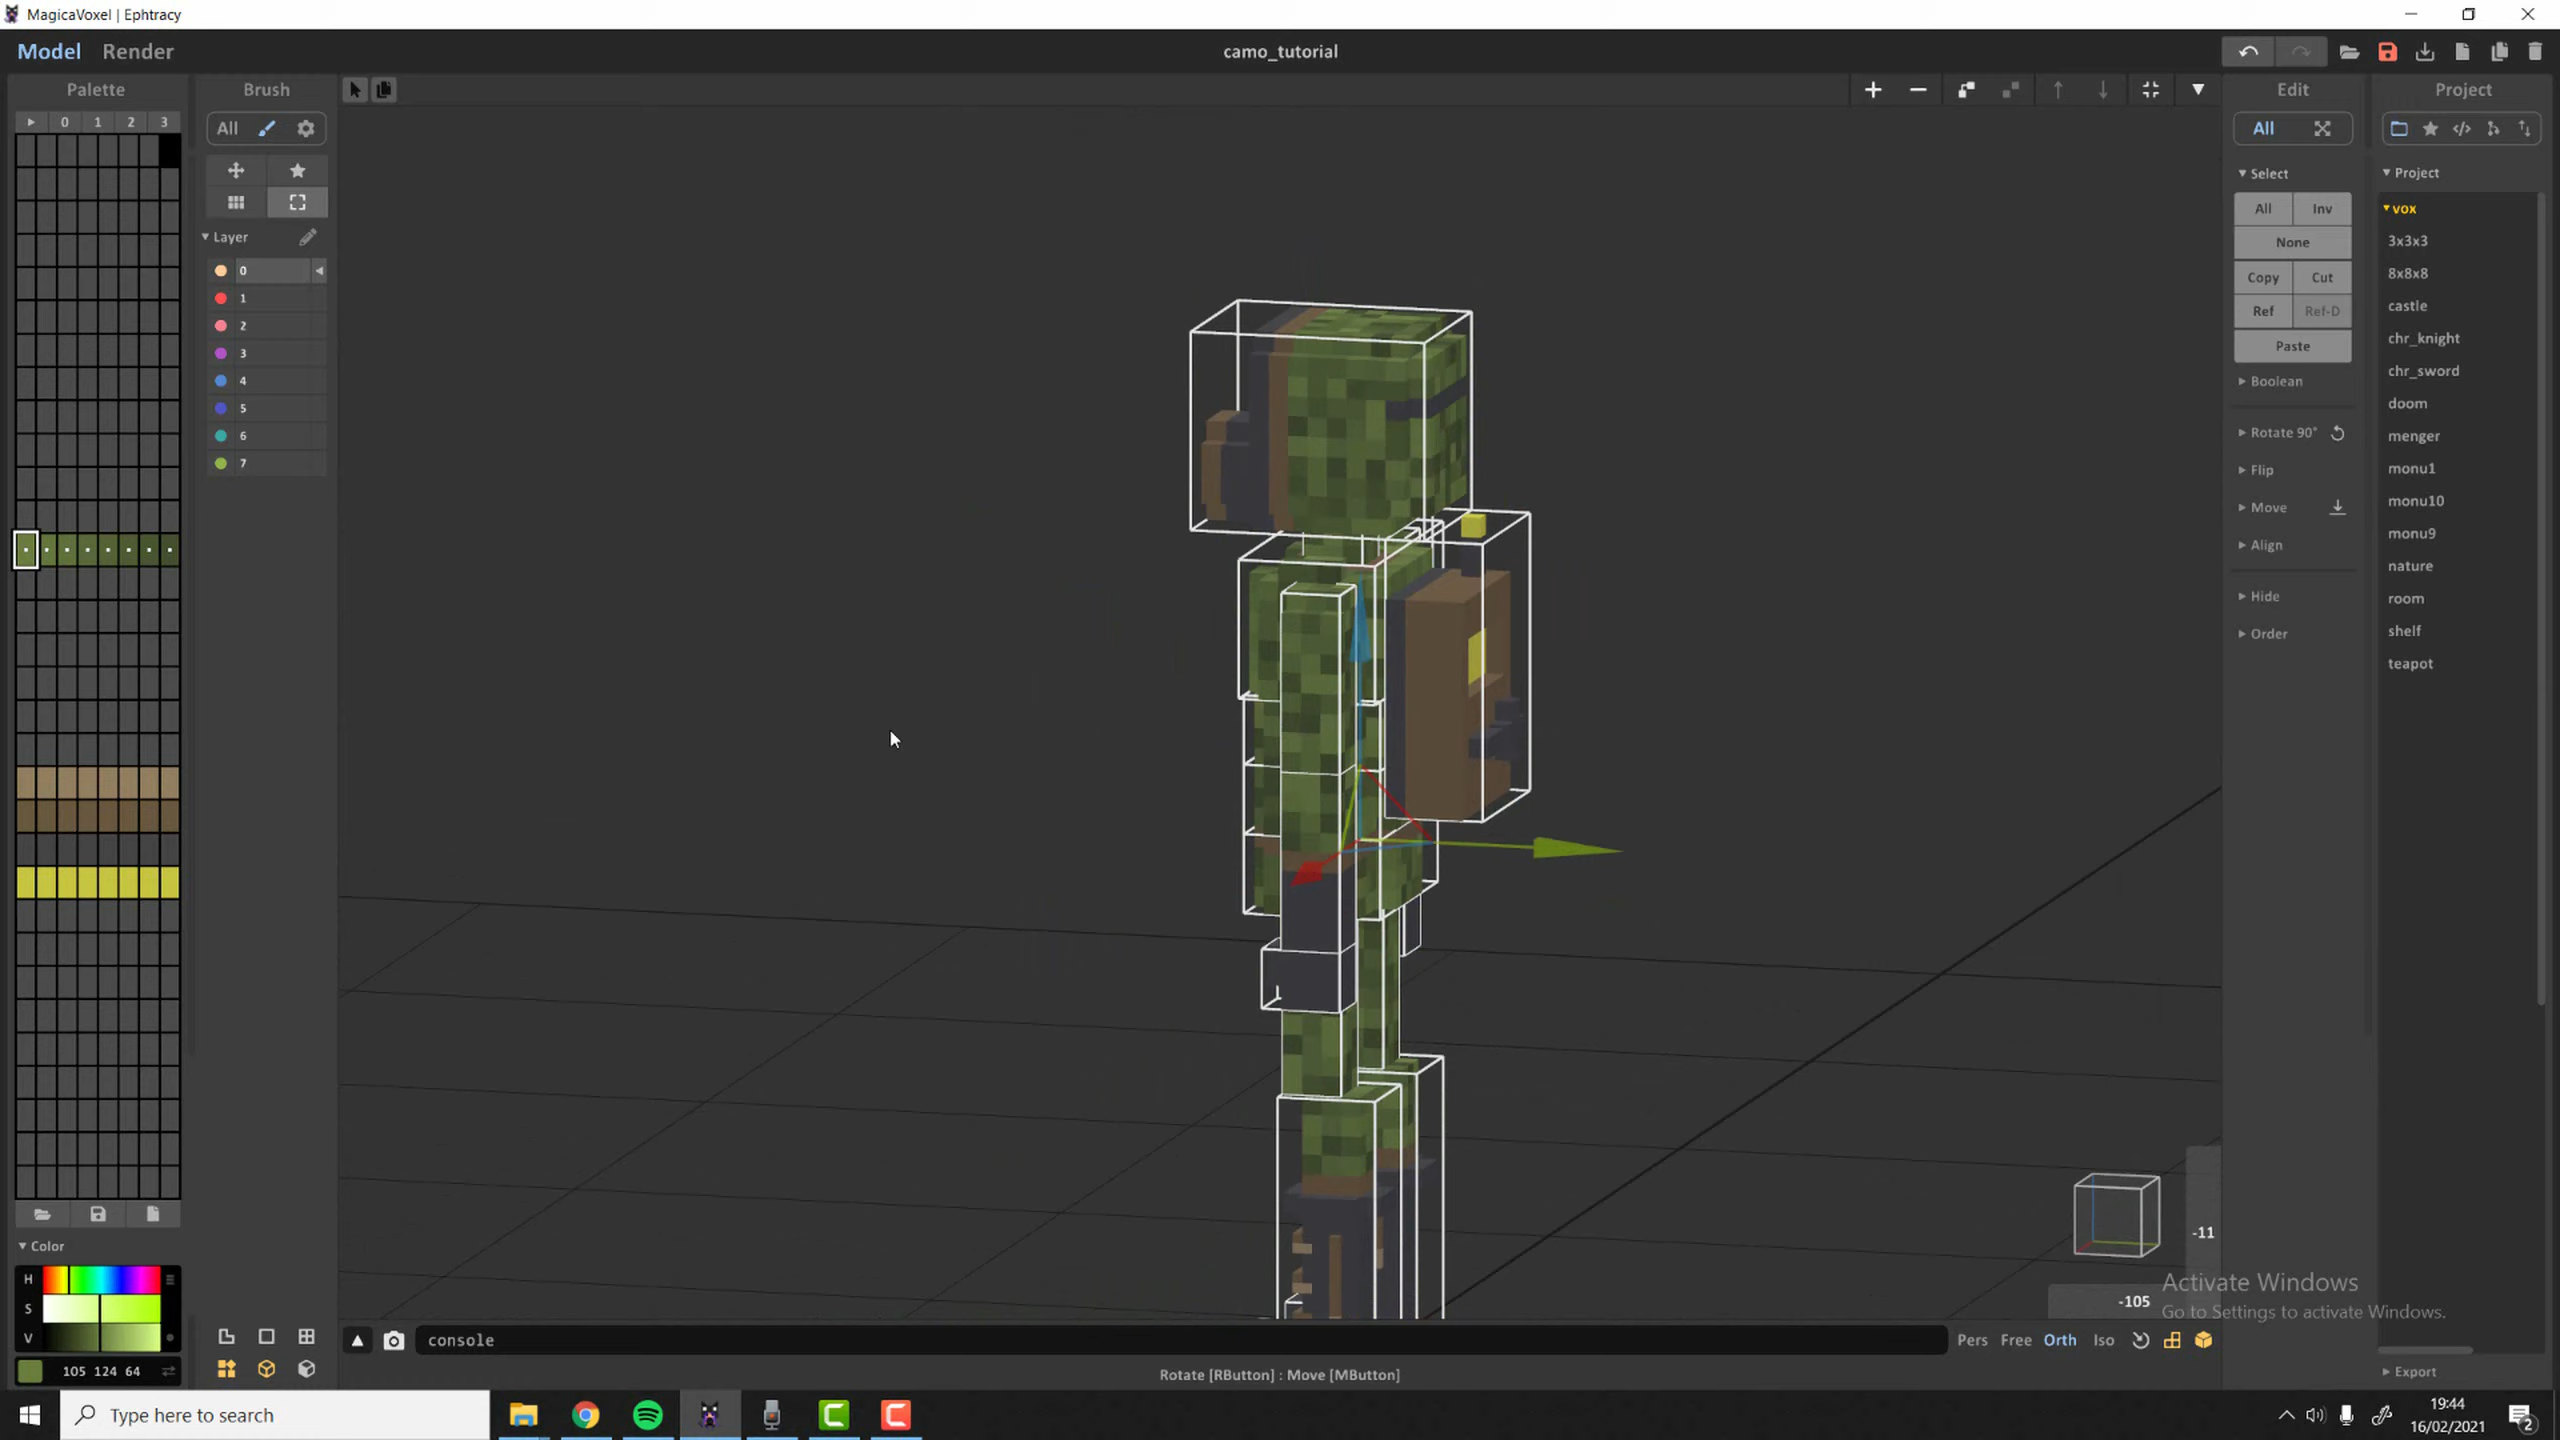 MagicaVoxel | Ephtracy
Model Render
camo_tutorial
Palette
Brush
Edit
Project
0 1 2 3
All
All
Layer
0
1
2
3
4
5
6
7
Select
All Inv
None
Copy Cut
Ref Ref-D
Paste
Boolean
Rotate 90°
Flip
Move
Align
Hide
Order
Project
vox
3x3x3
8x8x8
castle
chr_knight
chr_sword
doom
menger
monu1
monu10
monu9
nature
room
shelf
teapot
Export
Color
H
S
V
105 124 64
-11
-105
Activate Windows
Go to Settings to activate Windows.
console
Pers Free Orth Iso
Rotate [RButton] : Move [MButton]
Type here to search
19:44
16/02/2021
2